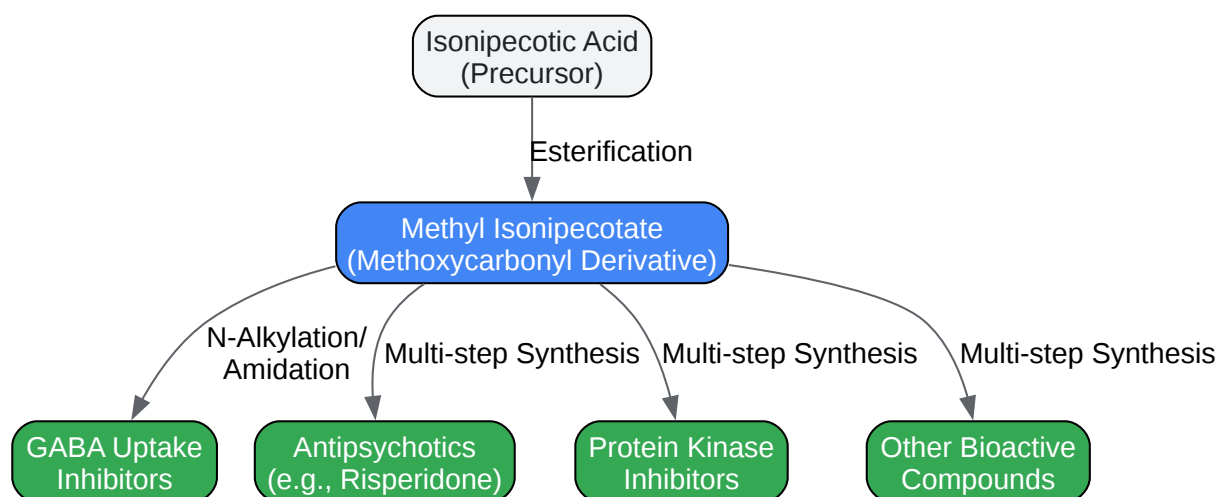 Isonipecotic Acid
(Precursor)
Esterification
Methyl Isonipecotate
(Methoxycarbonyl Derivative)
N-Alkylation/
Amidation
Multi-step Synthesis
Multi-step Synthesis
Multi-step Synthesis
GABA Uptake
Inhibitors
Antipsychotics
(e.g., Risperidone)
Protein Kinase
Inhibitors
Other Bioactive
Compounds